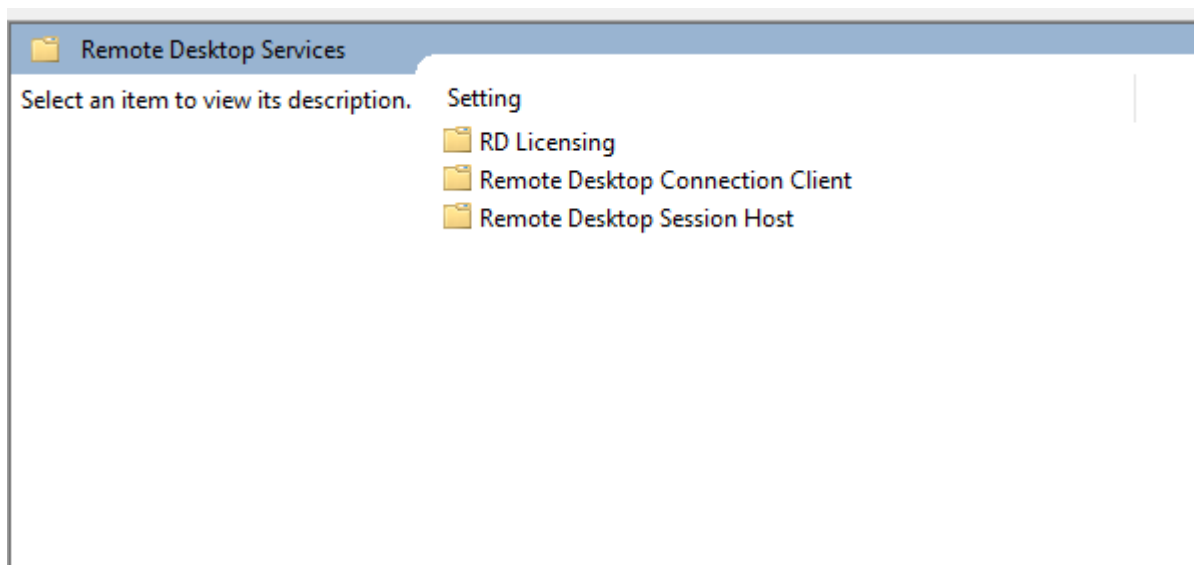 Remote Desktop Services
Select an item to view its description.
Setting
RD Licensing
Remote Desktop Connection Client
Remote Desktop Session Host